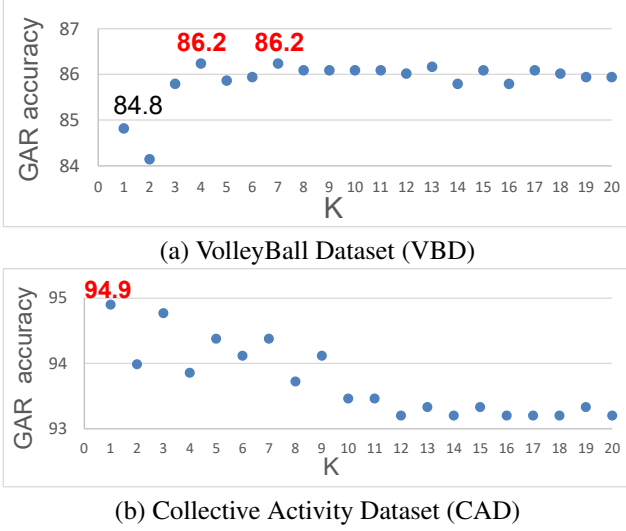 87
86.2 86.2
86
84.8
85
84
GAR accuracy
0 1 2 3 4 5 6 7 8 9 10 11 12 13 14 15 16 17 18 19 20
K
(a) VolleyBall Dataset (VBD)
94.9
95
94
93
GAR accuracy
0 1 2 3 4 5 6 7 8 9 10 11 12 13 14 15 16 17 18 19 20
K
(b) Collective Activity Dataset (CAD)